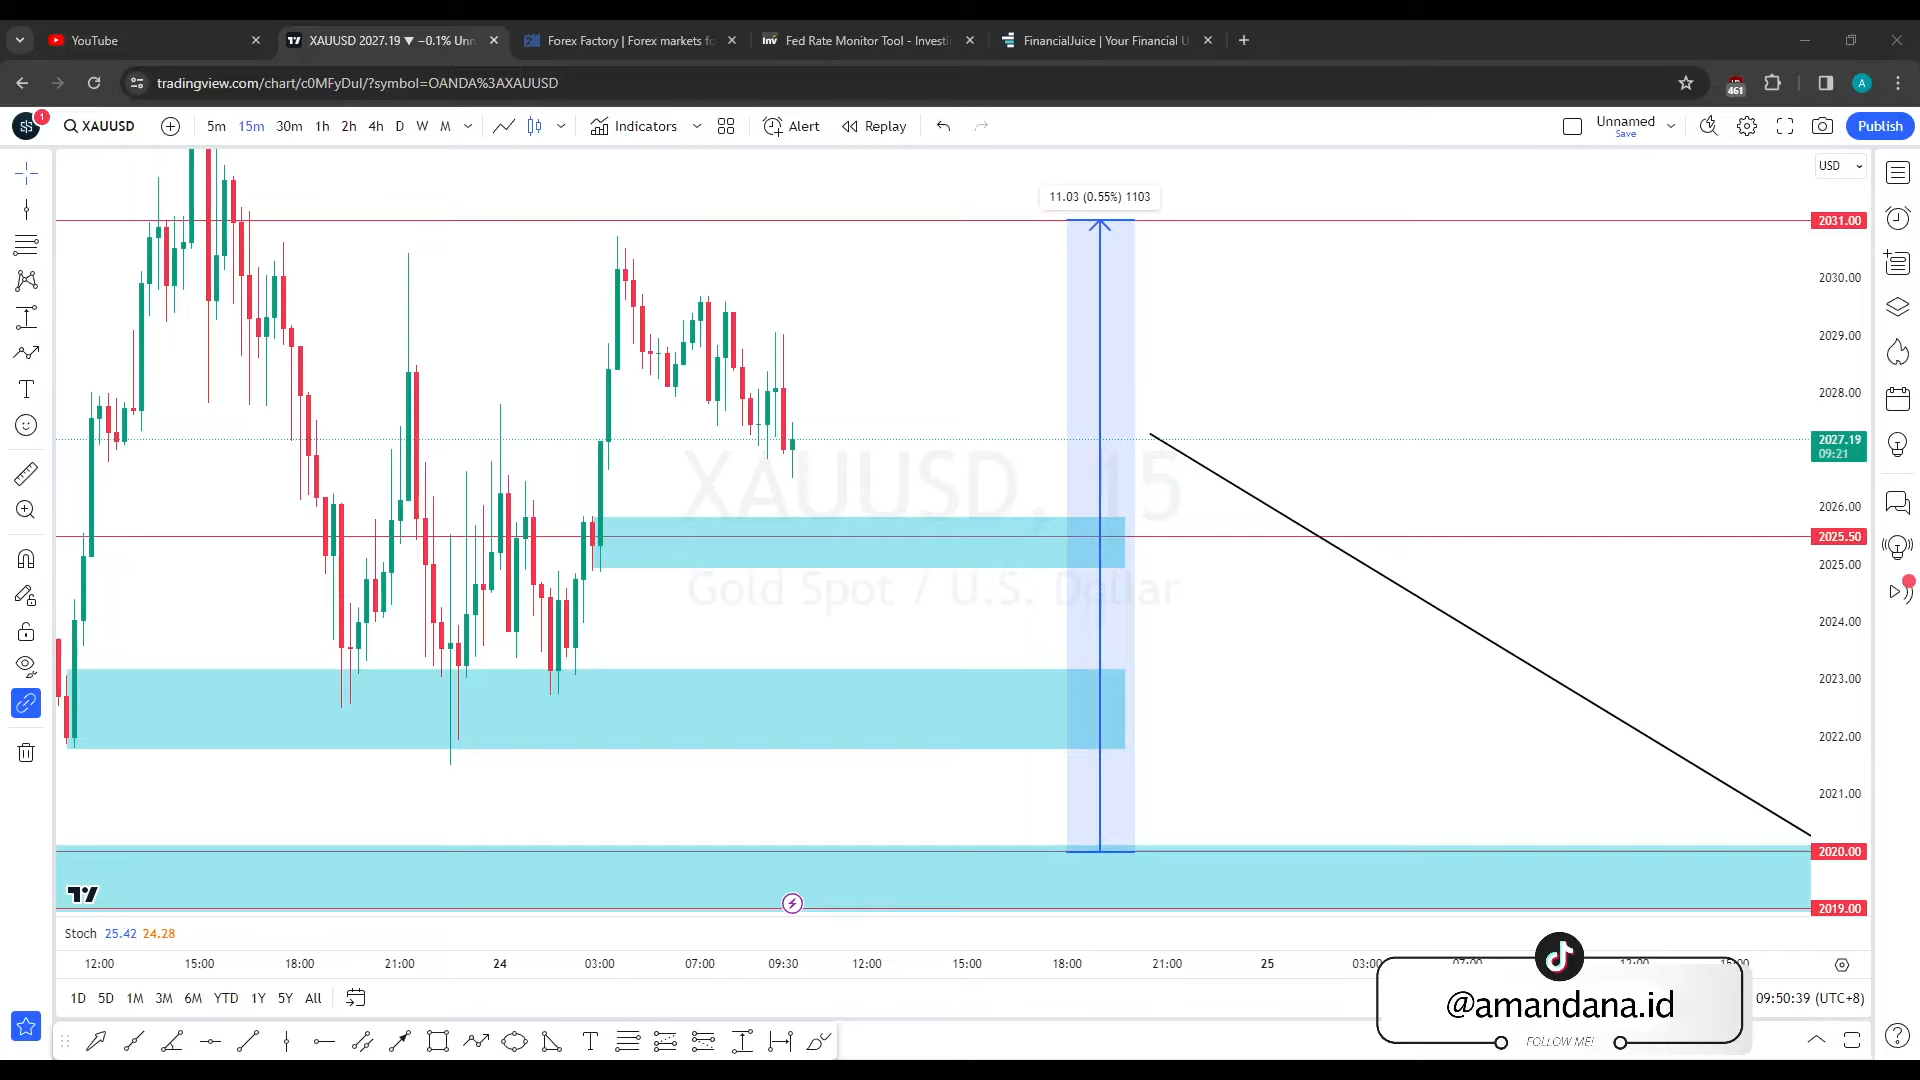 YouTube
XAUUSD 2027.19 ▼ −0.1% Unn
Forex Factory | Forex markets fo
Fed Rate Monitor Tool - Investi
FinancialJuice | Your Financial U
tradingview.com/chart/c0MFyDul/?symbol=OANDA%3AXAUUSD
461
A
1
XAUUSD
5m 15m 30m 1h 2h 4h D W M
Indicators
Alert
Replay
Unnamed
Save
Publish
USD
11.03 (0.55%) 1103
2031.00
2030.00
2029.00
2028.00
2027.19
09:21
2026.00
2025.50
2025.00
2024.00
2023.00
2022.00
2021.00
2020.00
2019.00
XAUUSD, 15
Gold Spot / U.S. Dollar
Stoch 25.42 24.28
12:00 15:00 18:00 21:00 24 03:00 07:00 09:30 12:00 15:00 18:00 21:00 25 03:00
1D 5D 1M 3M 6M YTD 1Y 5Y All
09:50:39 (UTC+8)
@amandana.id
FOLLOW ME!